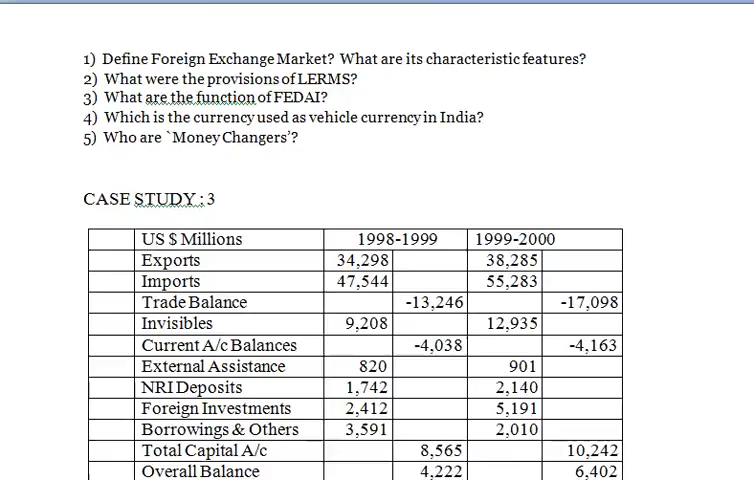 1) Define Foreign Exchange Market? What are its characteristic features?
2) What were the provisions of LERMS?
3) What are the function of FEDAI?
4) Which is the currency used as vehicle currency in India?
5) Who are `Money Changers'?
CASE STUDY : 3
US $ Millions 1998-1999 1999-2000
Exports 34,298 38,285
Imports 47,544 55,283
Trade Balance -13,246 -17,098
Invisibles 9,208 12,935
Current A/c Balances -4,038 -4,163
External Assistance 820 901
NRI Deposits 1,742 2,140
Foreign Investments 2,412 5,191
Borrowings & Others 3,591 2,010
Total Capital A/c 8,565 10,242
Overall Balance 4,222 6,402